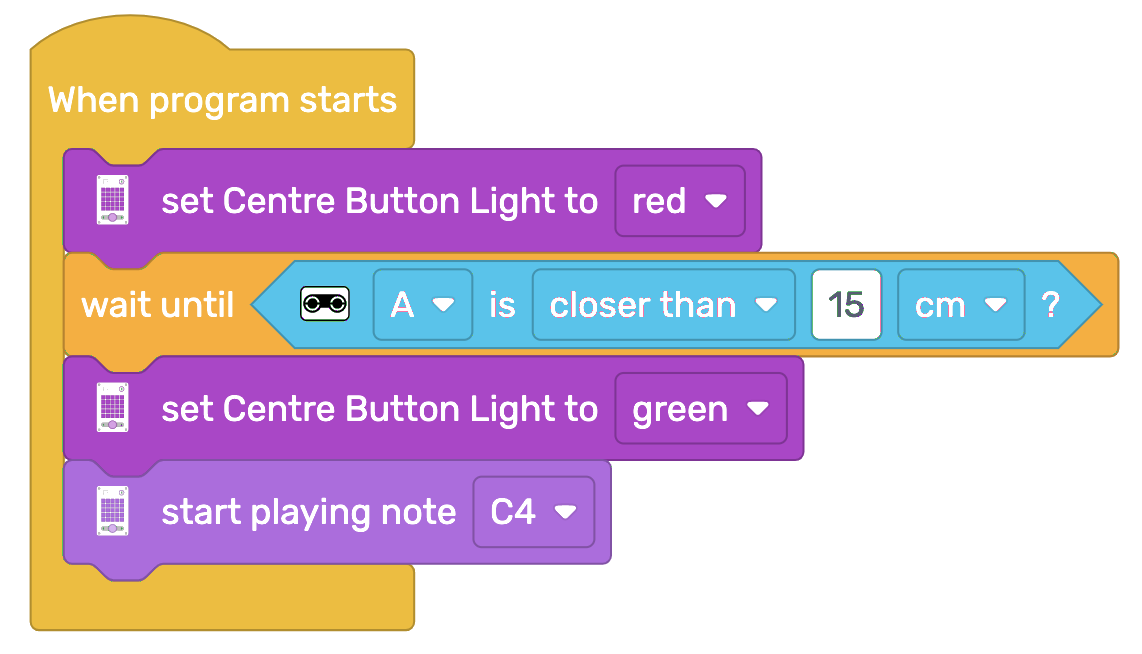 When program starts
set Centre Button Light to red
wait until A is closer than 15 cm ?
set Centre Button Light to green
start playing note C4